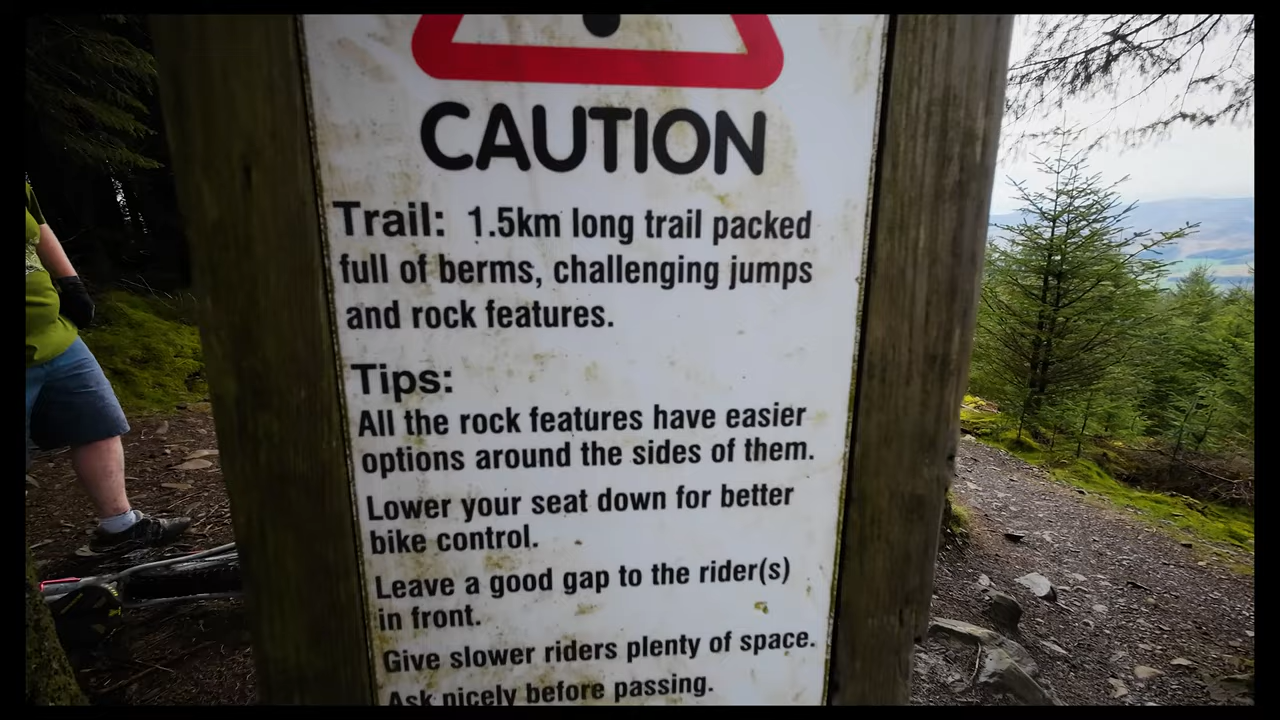 CAUTION
Trail: 1.5km long trail packed
full of berms, challenging jumps
and rock features.
Tips:
All the rock features have easier
options around the sides of them.
Lower your seat down for better
bike control.
Leave a good gap to the rider(s)
in front.
Give slower riders plenty of space.
Ask nicely before passing.